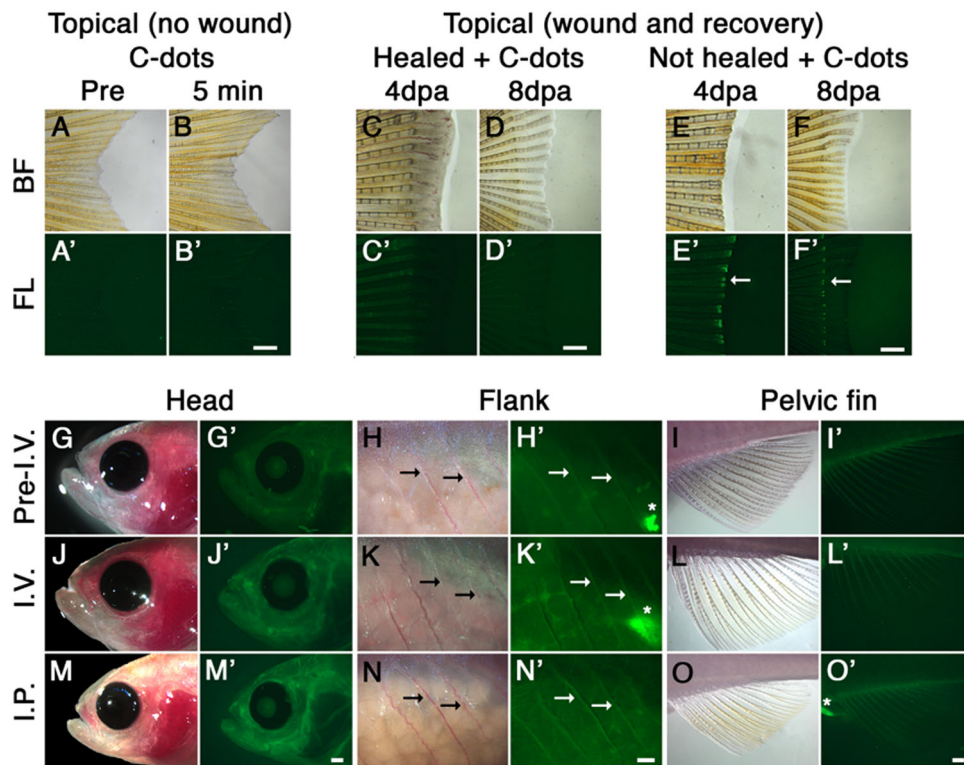 Topical (no wound)
Topical (wound and recovery)
C-dots
Healed + C-dots
Not healed + C-dots
Pre
5 min
4dpa
8dpa
4dpa
8dpa
BF
A
B
C
D
E
F
FL
A'
B'
C'
D'
E'
F'
Head
Flank
Pelvic fin
Pre-I.V.
G
G'
H
H'
I
I'
*
I.V.
J
J'
K
K'
L
L'
*
I.P.
M
M'
N
N'
O
O'
*